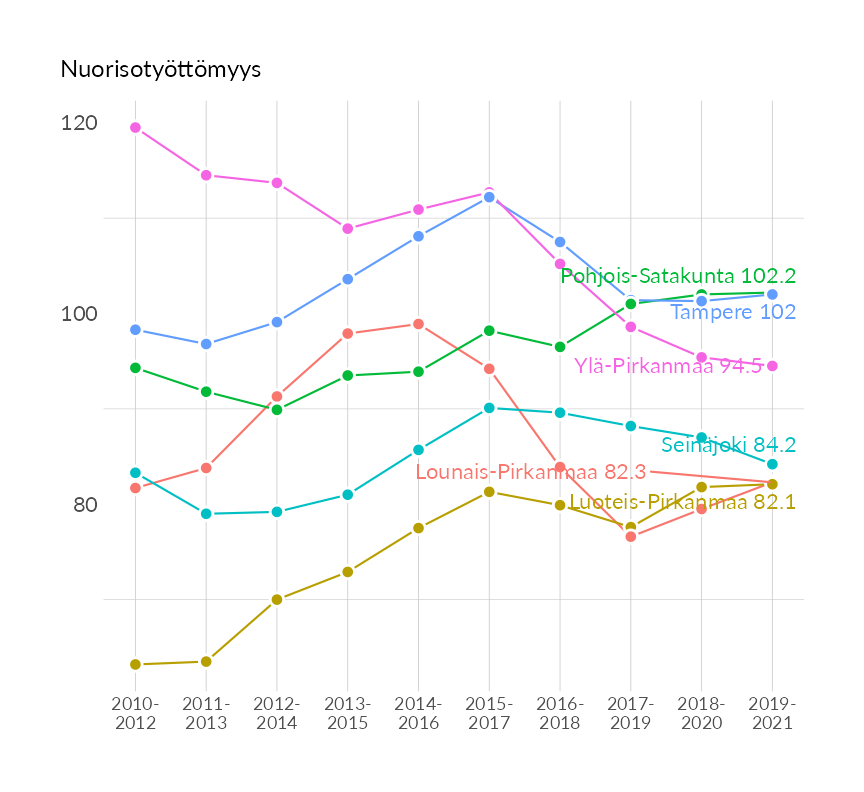 Nuorisotyöttömyys
120
100
80
Pohjois-Satakunta 102.2
Tampere 102
Ylä-Pirkanmaa 94.5
Seinäjoki 84.2
Lounais-Pirkanmaa 82.3
Luoteis-Pirkanmaa 82.1
2010- 2011- 2012- 2013- 2014- 2015- 2016- 2017- 2018- 2019-
2012 2013 2014 2015 2016 2017 2018 2019 2020 2021